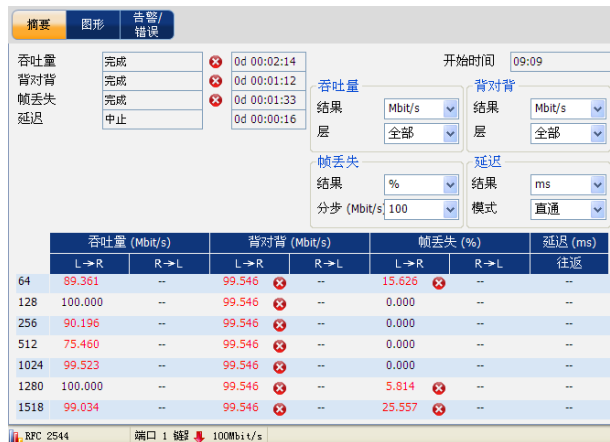 摘要 图形 告警/错误
吞吐量 完成 0d 00:02:14 开始时间 09:09
背对背 完成 0d 00:01:12
帧丢失 完成 0d 00:01:33
延迟 中止 0d 00:00:16
吞吐量 背对背
结果 Mbit/s 结果 Mbit/s
层 全部 层 全部
帧丢失 延迟
结果 % 结果 ms
分步 (Mbit/s) 100 模式 直通
吞吐量 (Mbit/s) 背对背 (Mbit/s) 帧丢失 (%) 延迟 (ms)
L→R R→L L→R R→L L→R R→L 往返
64 89.361 -- 99.546 -- 15.626 -- --
128 100.000 -- 99.546 -- 0.000 -- --
256 90.196 -- 99.546 -- 0.000 -- --
512 75.460 -- 99.546 -- 0.000 -- --
1024 99.523 -- 99.546 -- 0.000 -- --
1280 100.000 -- 99.546 -- 5.814 -- --
1518 99.034 -- 99.546 -- 25.557 -- --
RFC 2544 端口 1 链路 100Mbit/s